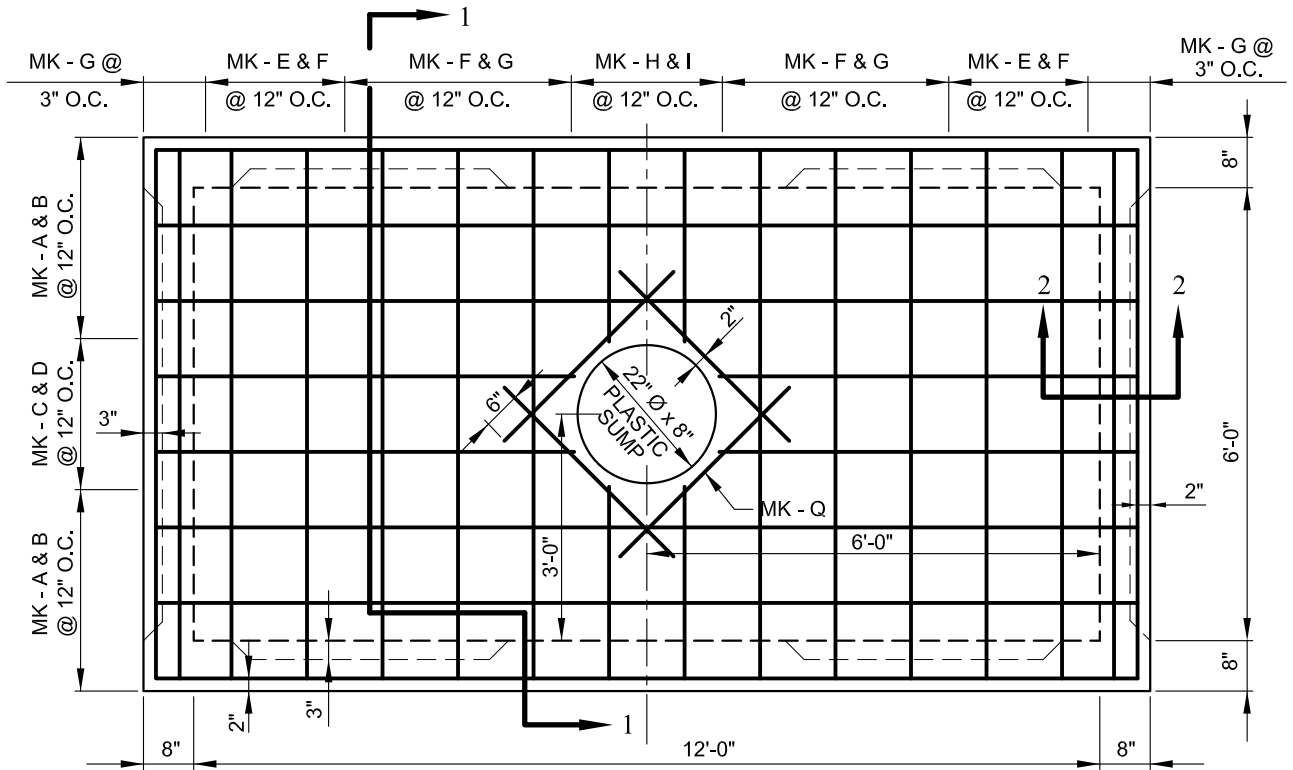 1
MK - G @
3" O.C.
MK - E & F
@ 12" O.C.
MK - F & G
@ 12" O.C.
MK - H & I
@ 12" O.C.
MK - F & G
@ 12" O.C.
MK - E & F
@ 12" O.C.
MK - G @
3" O.C.
8"
MK - A & B
@ 12" O.C.
MK - C & D
@ 12" O.C.
MK - A & B
@ 12" O.C.
3"
6"
2"
22" Ø x 8"
PLASTIC
SUMP
2
2
6'-0"
2"
MK - Q
3'-0"
6'-0"
8"
2"
3"
1
8"
12'-0"
8"